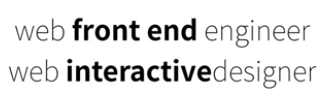 web front end engineer
web interactivedesigner